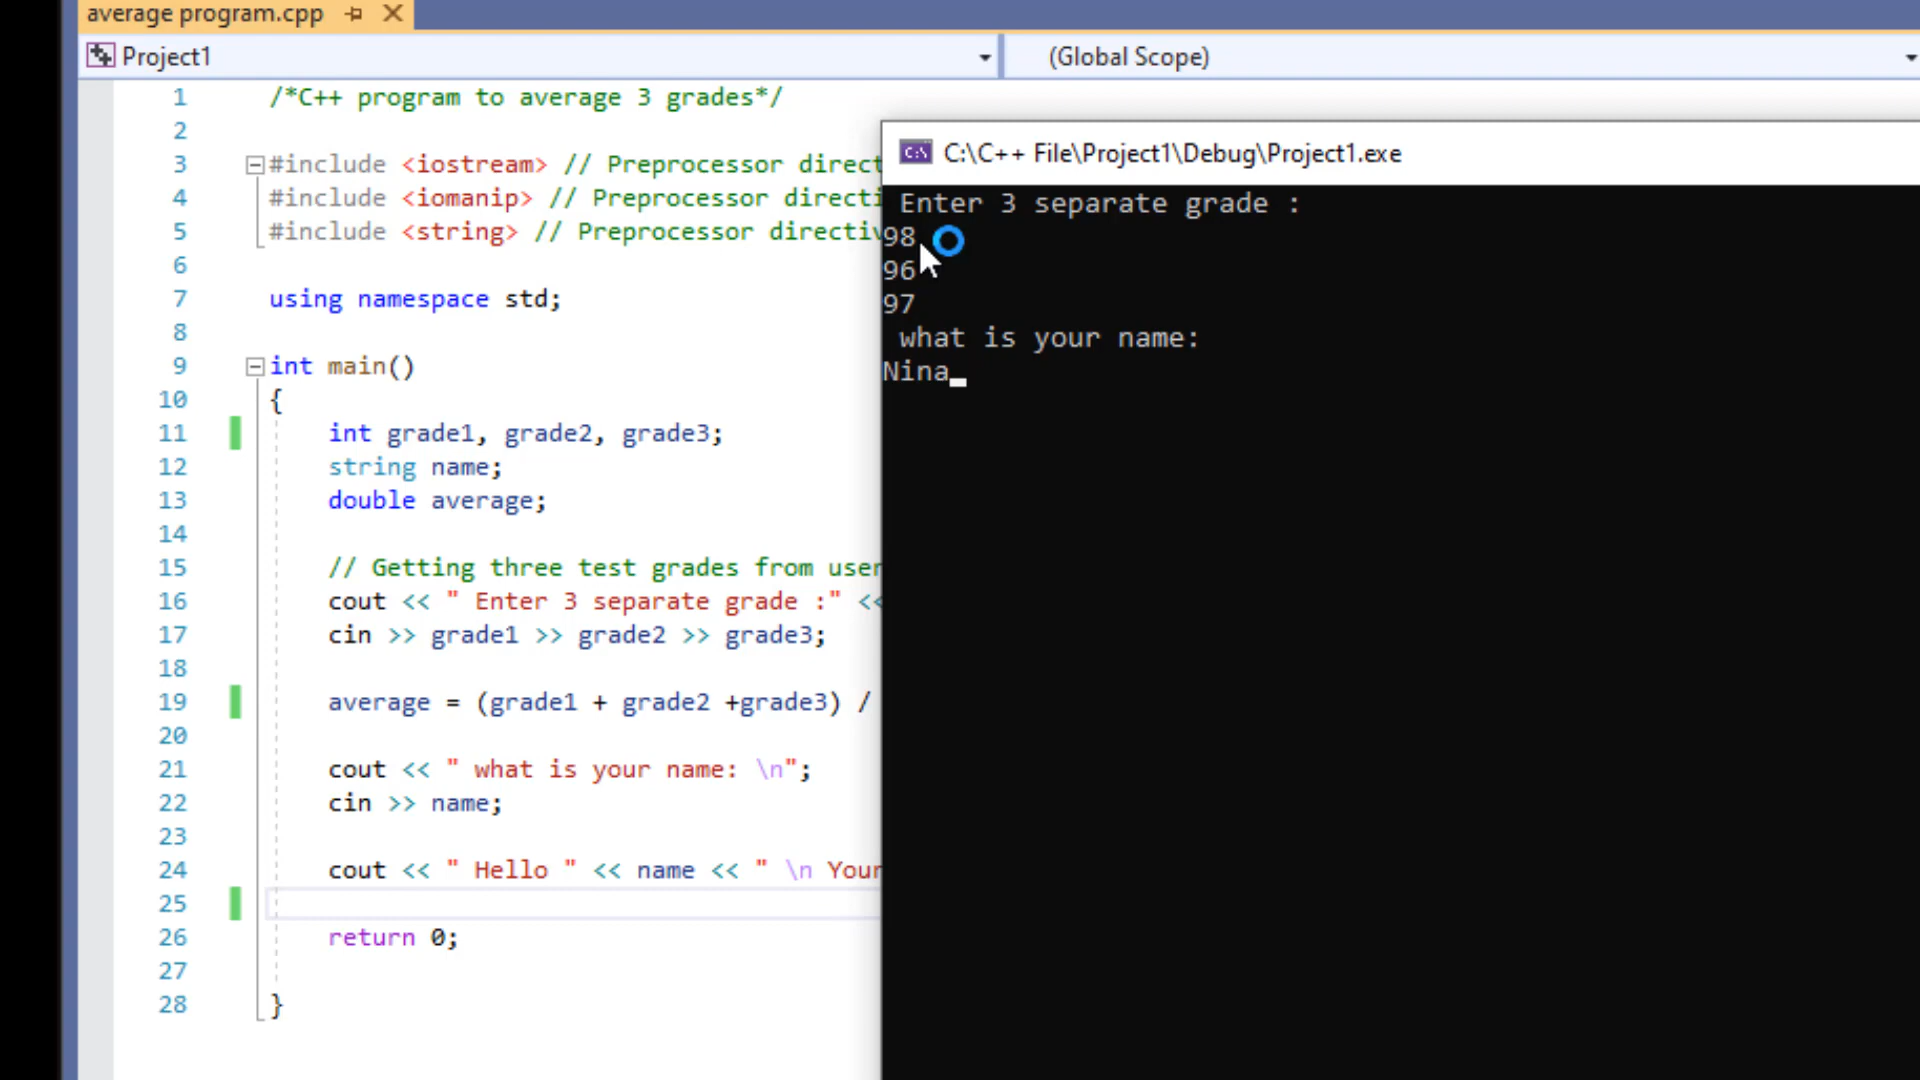 average program.cpp
Project1
(Global Scope)
1 /*C++ program to average 3 grades*/
2
3 #include <iostream> // Preprocessor direct
4 #include <iomanip> // Preprocessor directi
5 #include <string> // Preprocessor directiv
6
7 using namespace std;
8
9 int main()
10 {
11 int grade1, grade2, grade3;
12 string name;
13 double average;
14
15 // Getting three test grades from user
16 cout << " Enter 3 separate grade :" <<
17 cin >> grade1 >> grade2 >> grade3;
18
19 average = (grade1 + grade2 +grade3) /
20
21 cout << " what is your name: \n";
22 cin >> name;
23
24 cout << " Hello " << name << " \n Your
25
26 return 0;
27
28 }
C:\C++ File\Project1\Debug\Project1.exe
Enter 3 separate grade :
98
96
97
what is your name:
Nina